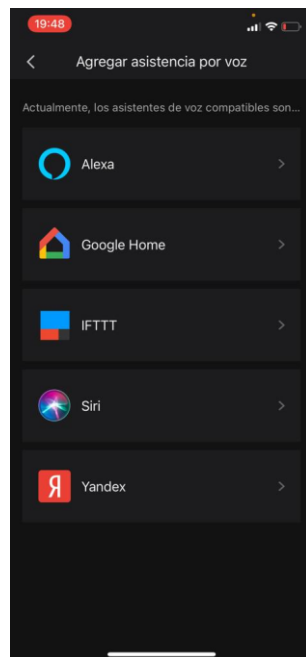 19:48
Agregar asistencia por voz
Actualmente, los asistentes de voz compatibles son...
Alexa
Google Home
IFTTT
Siri
Я
Yandex